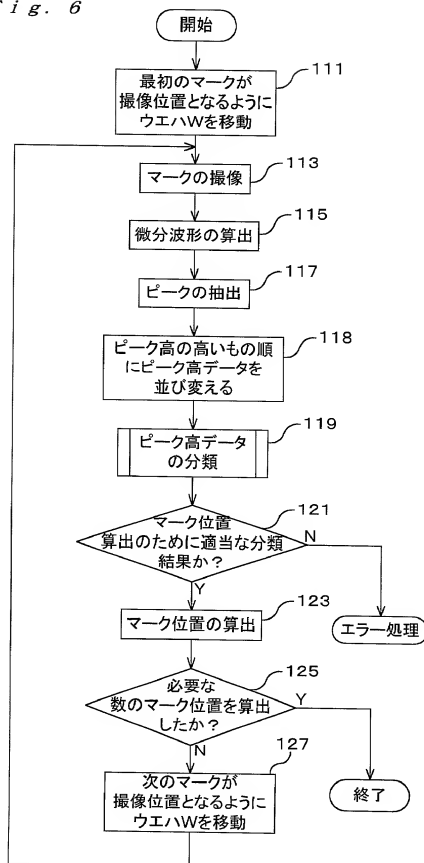 Fig. 6
開始
最初のマークが
撮像位置となるように
ウエハWを移動
111
マークの撮像
113
微分波形の算出
115
ピークの抽出
117
ピーク高の高いもの順
にピーク高データを
並び変える
118
ピーク高データ
の分類
119
マーク位置
算出のために適当な分類
結果か？
121
N
Y
エラー処理
マーク位置の算出
123
必要な
数のマーク位置を算出
したか？
125
Y
N
終了
次のマークが
撮像位置となるように
ウエハWを移動
127